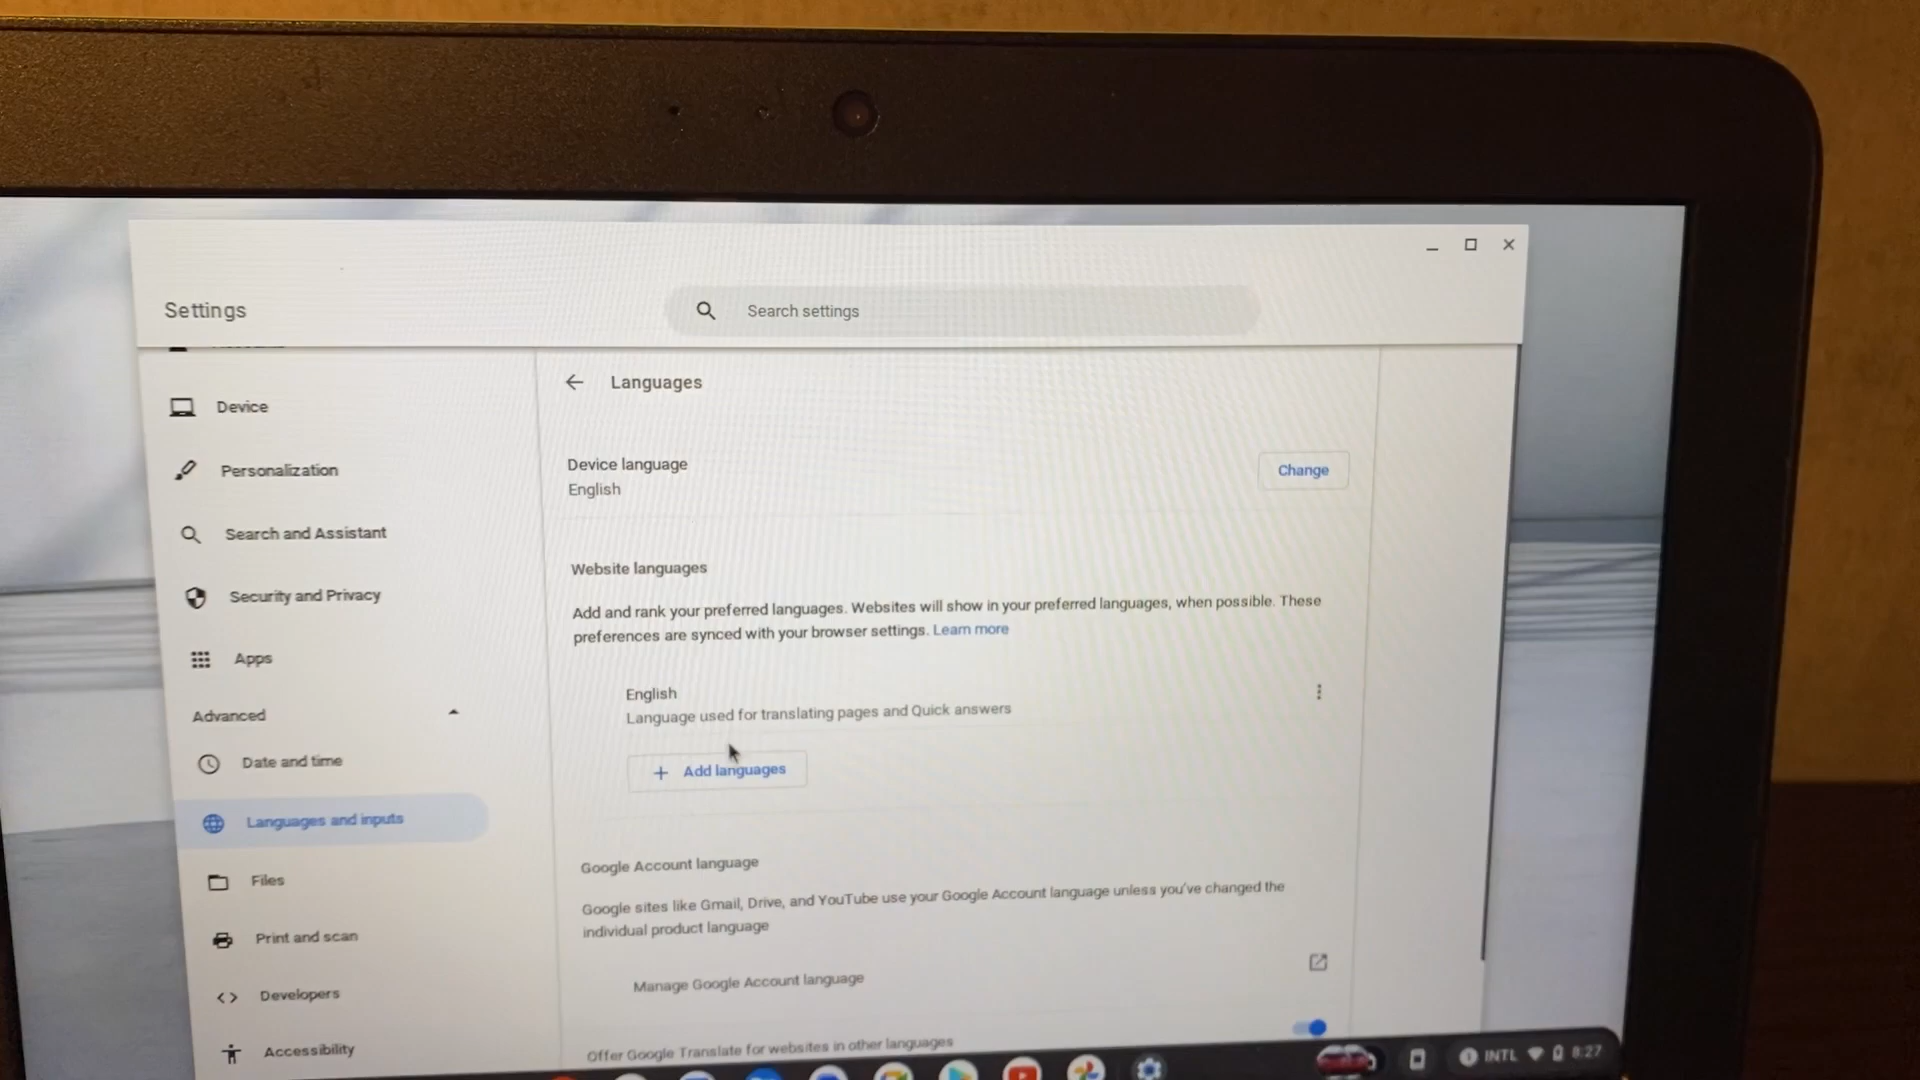 Settings
Search settings
Device
Personalization
Search and Assistant
Security and Privacy
Apps
Advanced
Date and time
Languages and inputs
Files
Print and scan
Developers
Accessibility
Languages
Device language
English
Change
Website languages
Add and rank your preferred languages. Websites will show in your preferred languages, when possible. These
preferences are synced with your browser settings. Learn more
English
Language used for translating pages and Quick answers
Add languages
Google Account language
Google sites like Gmail, Drive, and YouTube use your Google Account language unless you've changed the
individual product language
Manage Google Account language
Offer Google Translate for websites in other languages
INTL 8:27